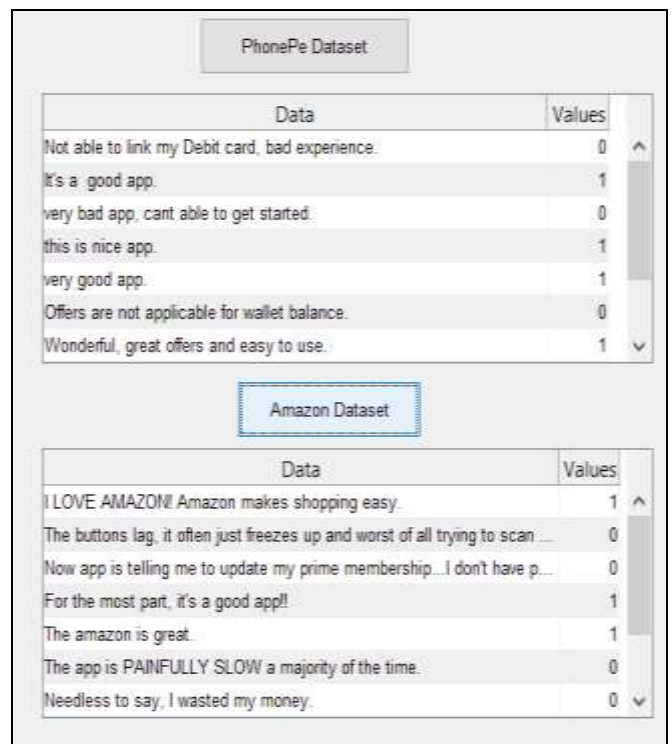 PhonePe Dataset
Data Values
Not able to link my Debit card, bad experience. 0
It's a good app. 1
very bad app, cant able to get started. 0
this is nice app. 1
very good app. 1
Offers are not applicable for wallet balance. 0
Wonderful, great offers and easy to use. 1
Amazon Dataset
Data Values
I LOVE AMAZON! Amazon makes shopping easy. 1
The buttons lag, it often just freezes up and worst of all trying to scan ... 0
Now app is telling me to update my prime membership...I don't have p... 0
For the most part, it's a good app!! 1
The amazon is great. 1
The app is PAINFULLY SLOW a majority of the time. 0
Needless to say, I wasted my money. 0